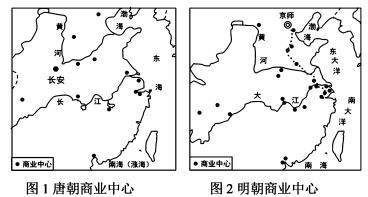 黄河
渤海
长安
长江
东海
商业中心
南海（涨海）
图1唐朝商业中心
京师
黄河
渤海
东大洋
大江
南大洋
商业中心
南海
图2明朝商业中心